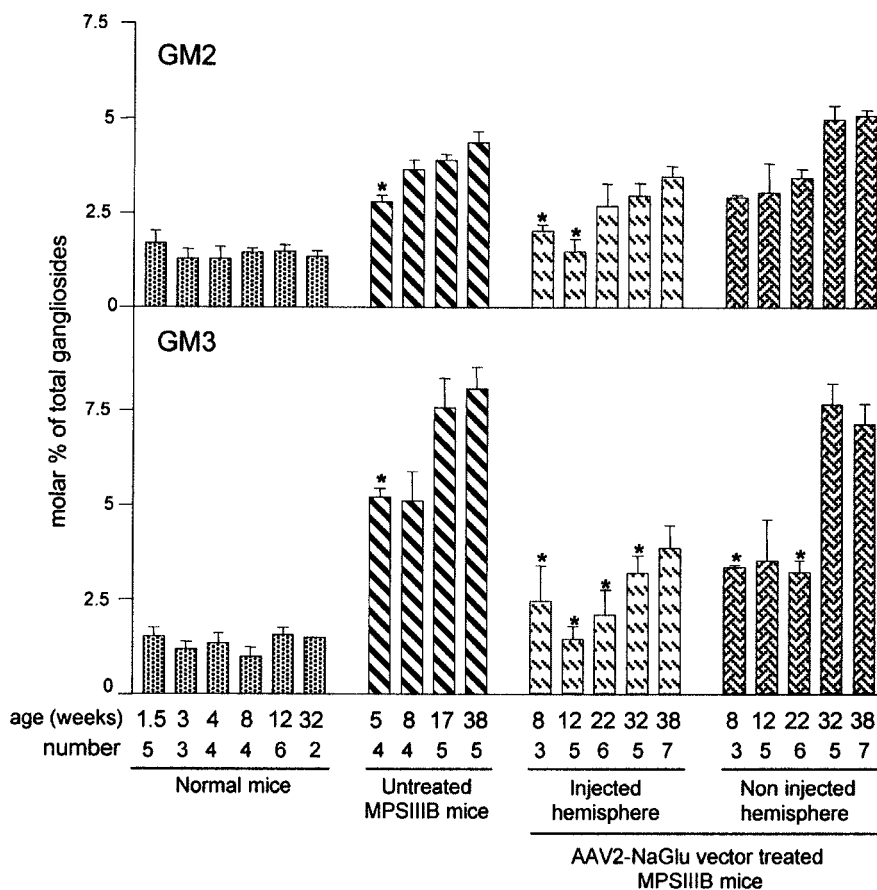 7.5
GM2
5
2.5
0
GM3
7.5
5
2.5
0
molar % of total gangliosides
* * *
* * * * * * *
age (weeks) 1.5 3 4 8 12 32 5 8 17 38 8 12 22 32 38 8 12 22 32 38
number 5 3 4 4 6 2 4 4 5 5 3 5 6 5 7 3 5 6 5 7
Normal mice
Untreated
MPSIIIB mice
Injected
hemisphere
Non injected
hemisphere
AAV2-NaGlu vector treated
MPSIIIB mice